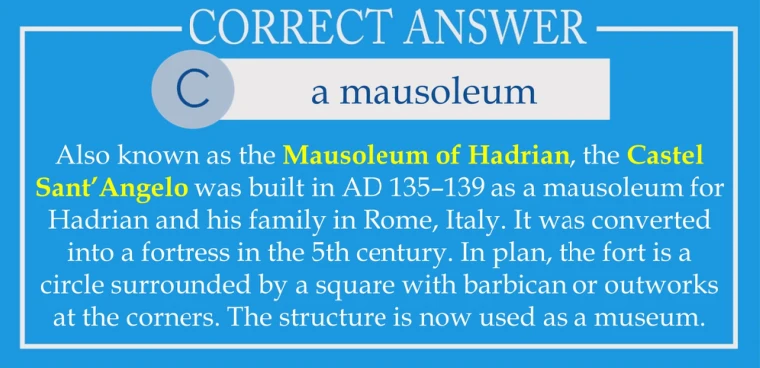 CORRECT ANSWER
C
a mausoleum
Also known as the Mausoleum of Hadrian, the Castel
Sant’Angelo was built in AD 135–139 as a mausoleum for
Hadrian and his family in Rome, Italy. It was converted
into a fortress in the 5th century. In plan, the fort is a
circle surrounded by a square with barbican or outworks
at the corners. The structure is now used as a museum.